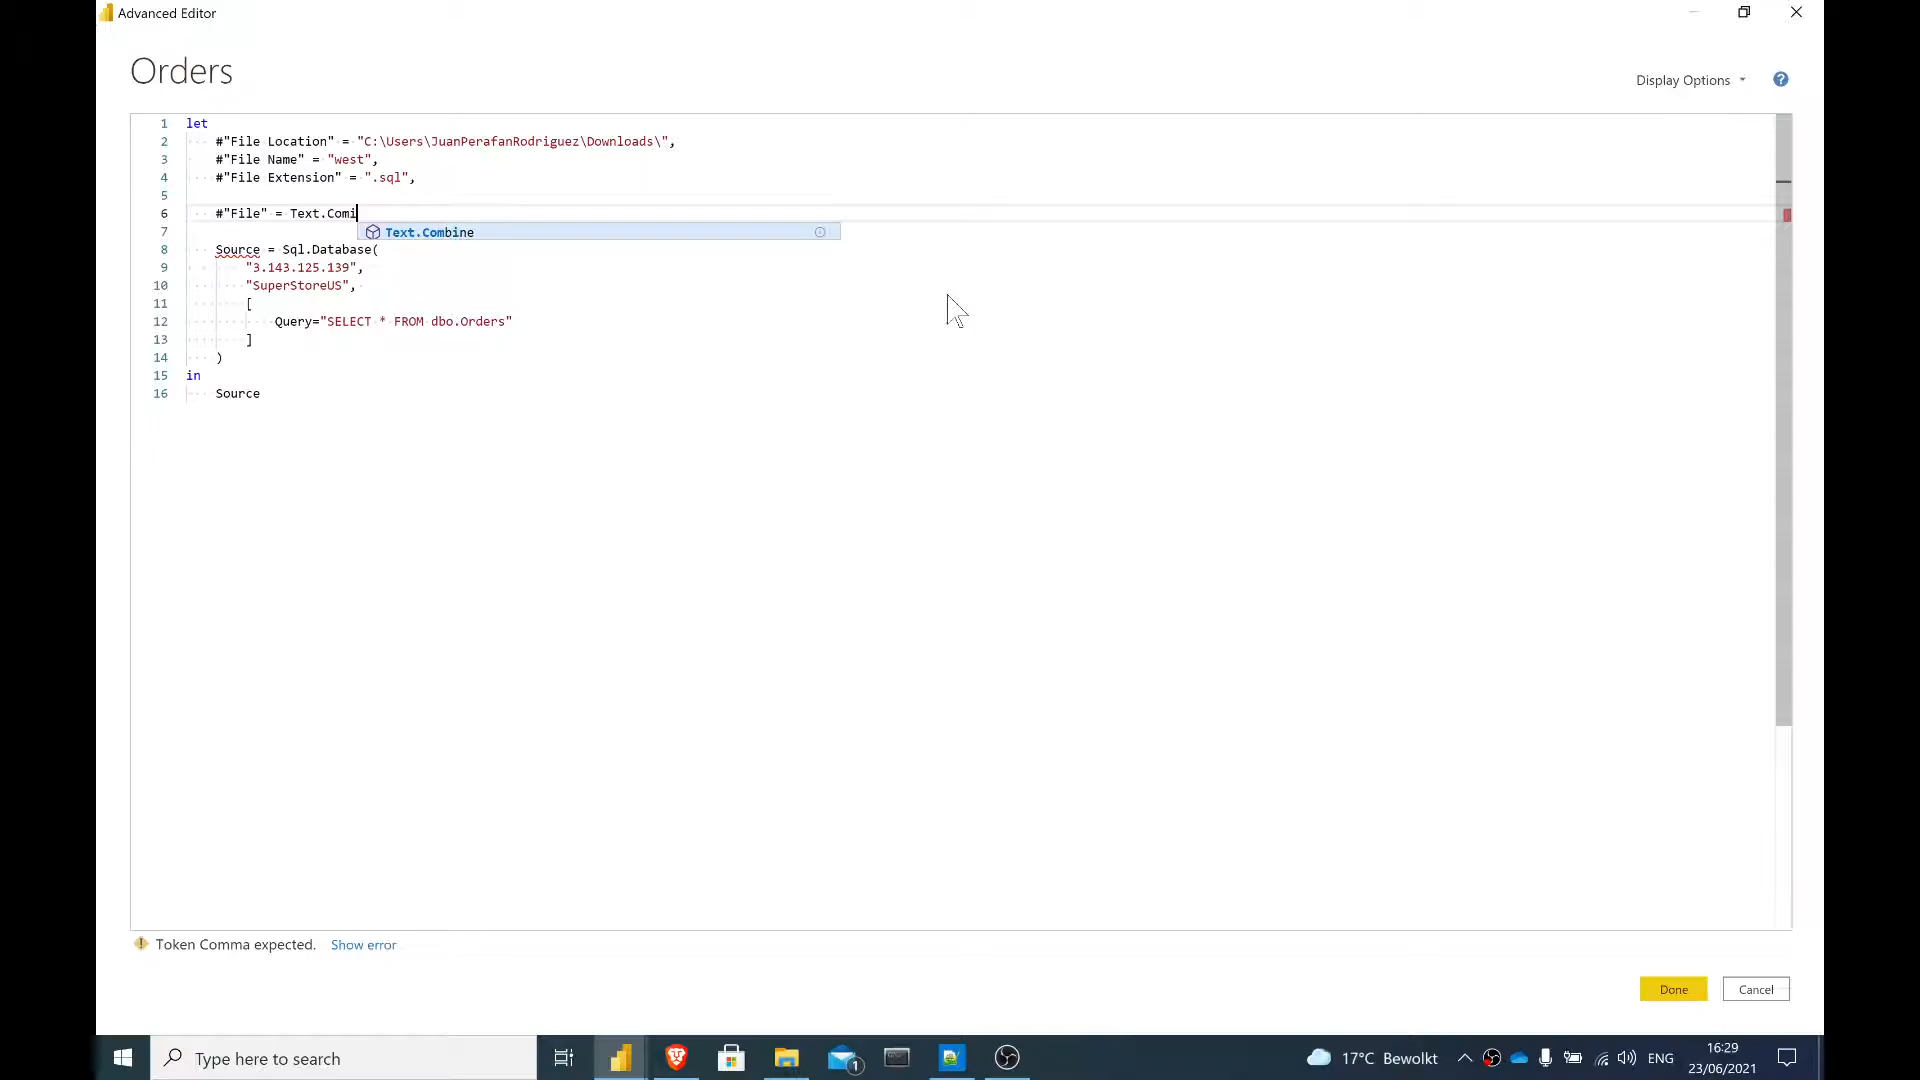 Advanced Editor
Orders
Display Options
?
1 let
2 #"File Location" = "C:\Users\JuanPerafanRodriguez\Downloads\",
3 #"File Name" = "west",
4 #"File Extension" = ".sql",
5
6 #"File" = Text.Comi
Text.Combine
7
8 Source = Sql.Database(
9 "3.143.125.139",
10 "SuperStoreUS",
11 [
12 Query="SELECT * FROM dbo.Orders"
13 ]
14 )
15 in
16 Source
Token Comma expected. Show error
Done Cancel
Type here to search
1
17°C Bewolkt
ENG
16:29
23/06/2021